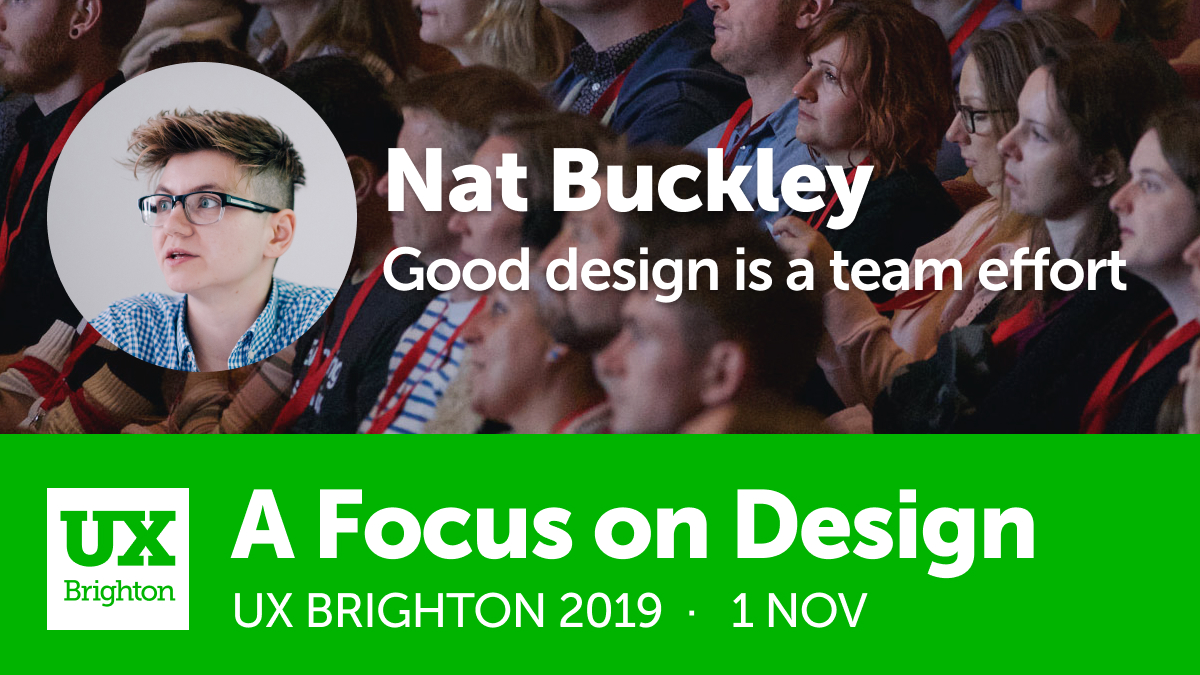 Nat Buckley
Good design is a team effort
A Focus on Design
UX
Brighton
UX BRIGHTON 2019 · 1 NOV